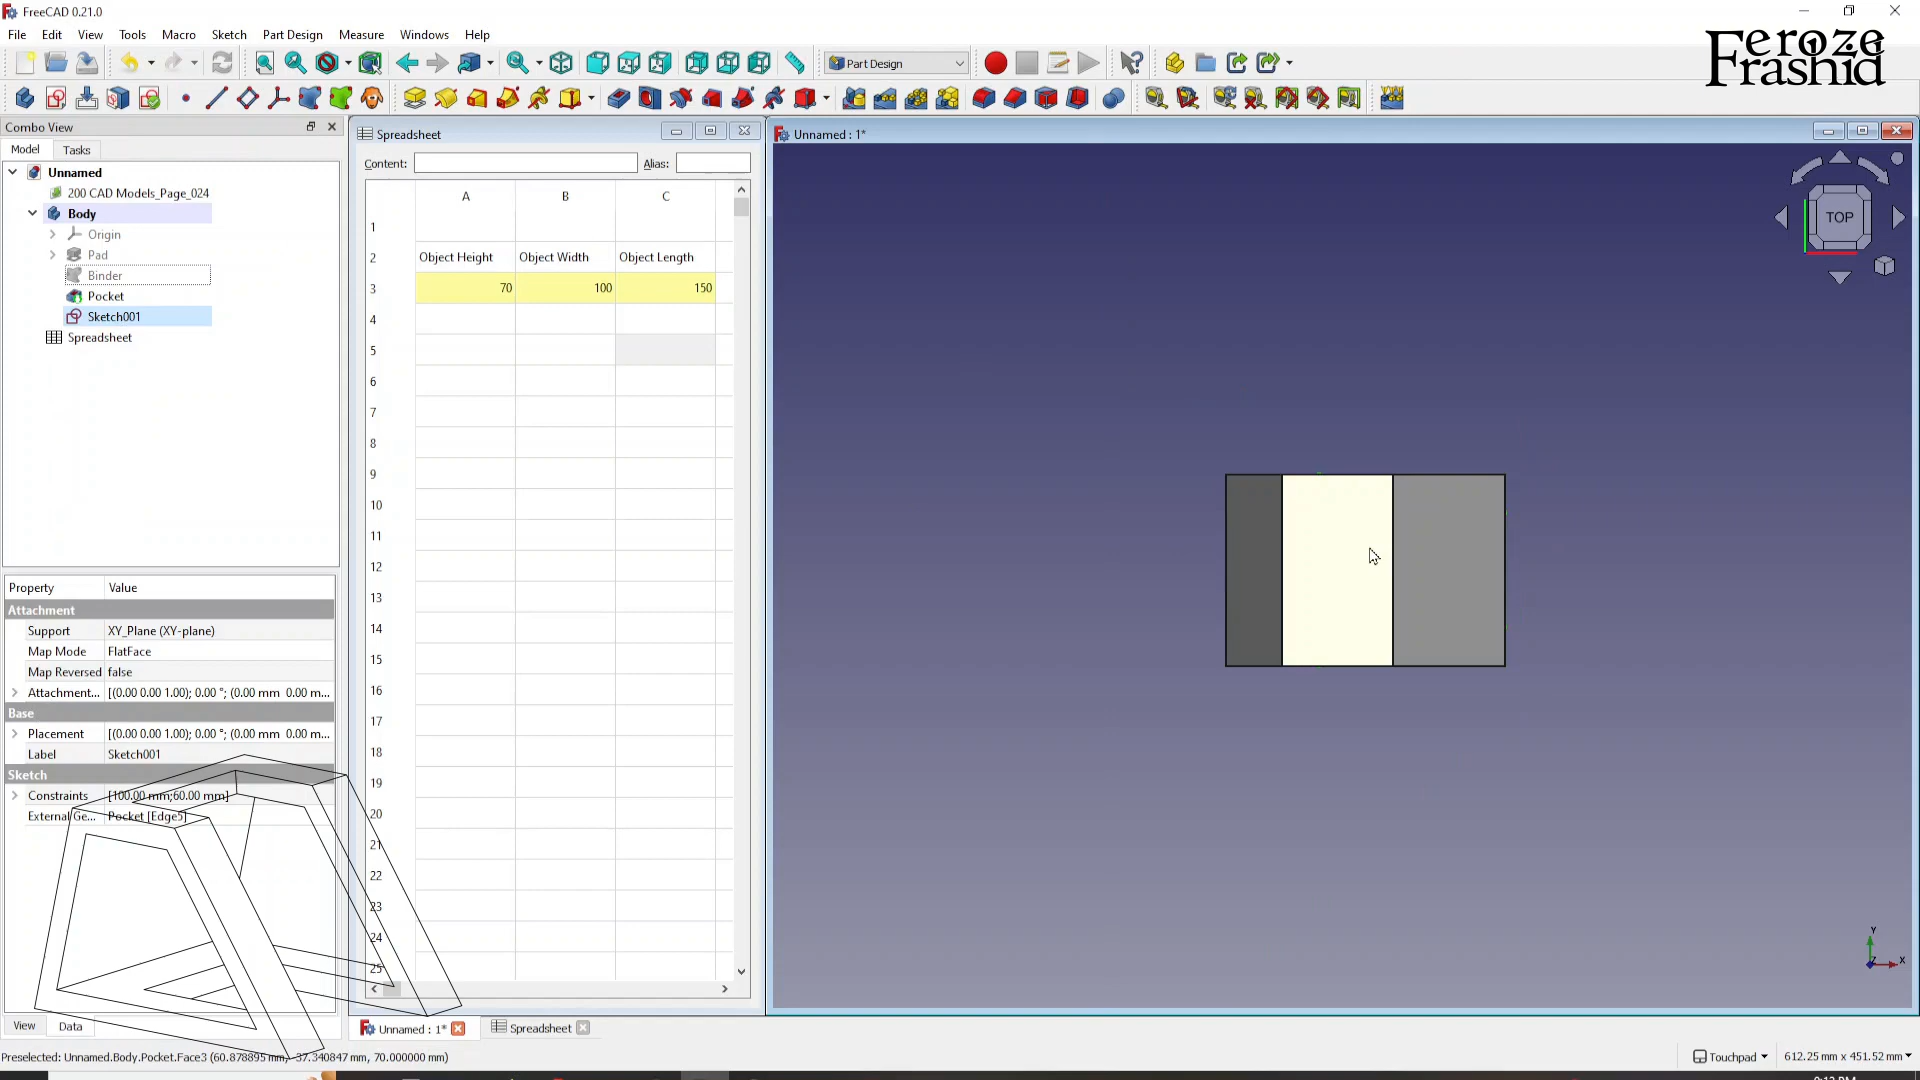 FreeCAD 0.21.0
File Edit View Tools Macro Sketch Part Design Measure Windows Help
Feroze Frashid
Part Design
Combo View
Model Tasks
Unnamed
200 CAD Models_Page_024
Body
Origin
Pad
Binder
Pocket
Sketch001
Spreadsheet
Property Value
Attachment
Support XY_Plane (XY-plane)
Map Mode FlatFace
Map Reversed false
Attachment... [(0.00 0.00 1.00); 0.00 °; (0.00 mm 0.00 m...
Base
Placement [(0.00 0.00 1.00); 0.00 °; (0.00 mm 0.00 m...
Label Sketch001
Sketch
Constraints [100.00 mm;60.00 mm]
External Ge... Pocket [Edge5]
View Data
Spreadsheet
Content: Alias:
A B C
1
2 Object Height Object Width Object Length
3 70 100 150
4
5
6
7
8
9
10
11
12
13
14
15
16
17
18
19
20
21
22
23
24
25
Unnamed : 1*
TOP
Y
Z X
Unnamed : 1* Spreadsheet
Preselected: Unnamed.Body.Pocket.Face3 (60.878895 mm, -37.340847 mm, 70.000000 mm)
Touchpad 612.25 mm x 451.52 mm